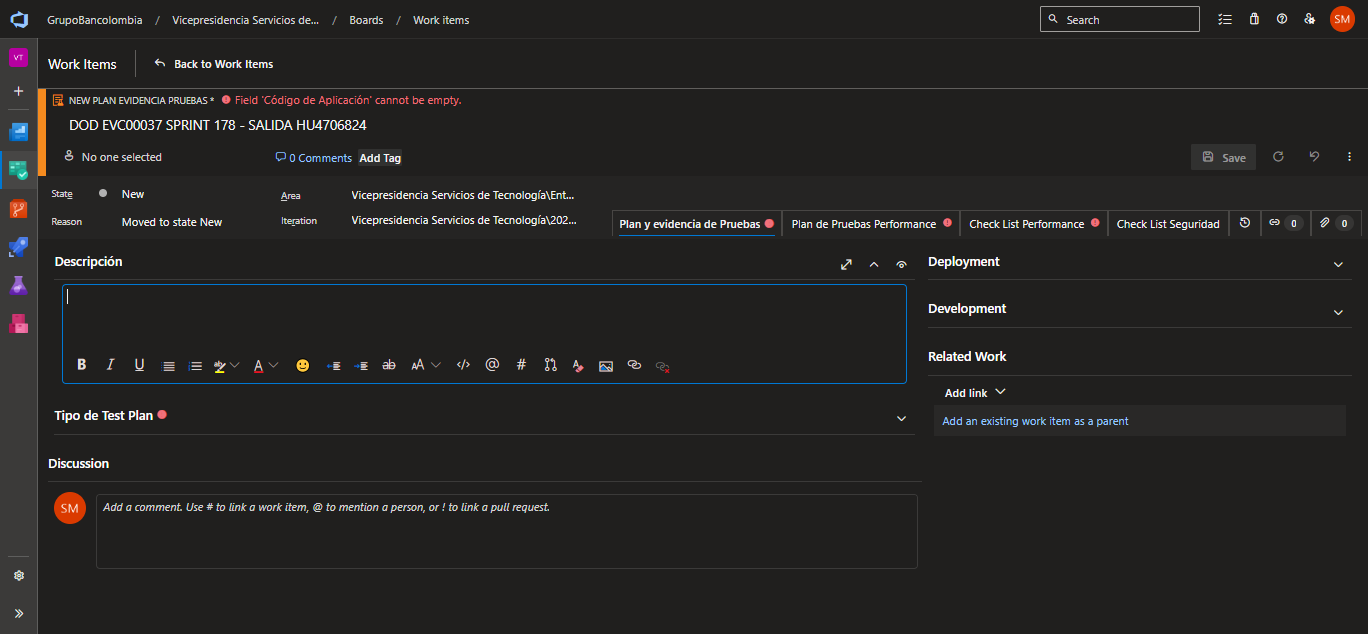 GrupoBancolombia / Vicepresidencia Servicios de... / Boards / Work items
Search
SM
VT
Work Items
Back to Work Items
NEW PLAN EVIDENCIA PRUEBAS * Field 'Código de Aplicación' cannot be empty.
DOD EVC00037 SPRINT 178 - SALIDA HU4706824
No one selected
0 Comments
Add Tag
Save
State
New
Area
Vicepresidencia Servicios de Tecnología\Ent...
Reason
Moved to state New
Iteration
Vicepresidencia Servicios de Tecnología\202...
Plan y evidencia de Pruebas
Plan de Pruebas Performance
Check List Performance
Check List Seguridad
0
0
Descripción
B I U A ab AA </> @ #
Tipo de Test Plan
Discussion
SM
Add a comment. Use # to link a work item, @ to mention a person, or ! to link a pull request.
Deployment
Development
Related Work
Add link
Add an existing work item as a parent